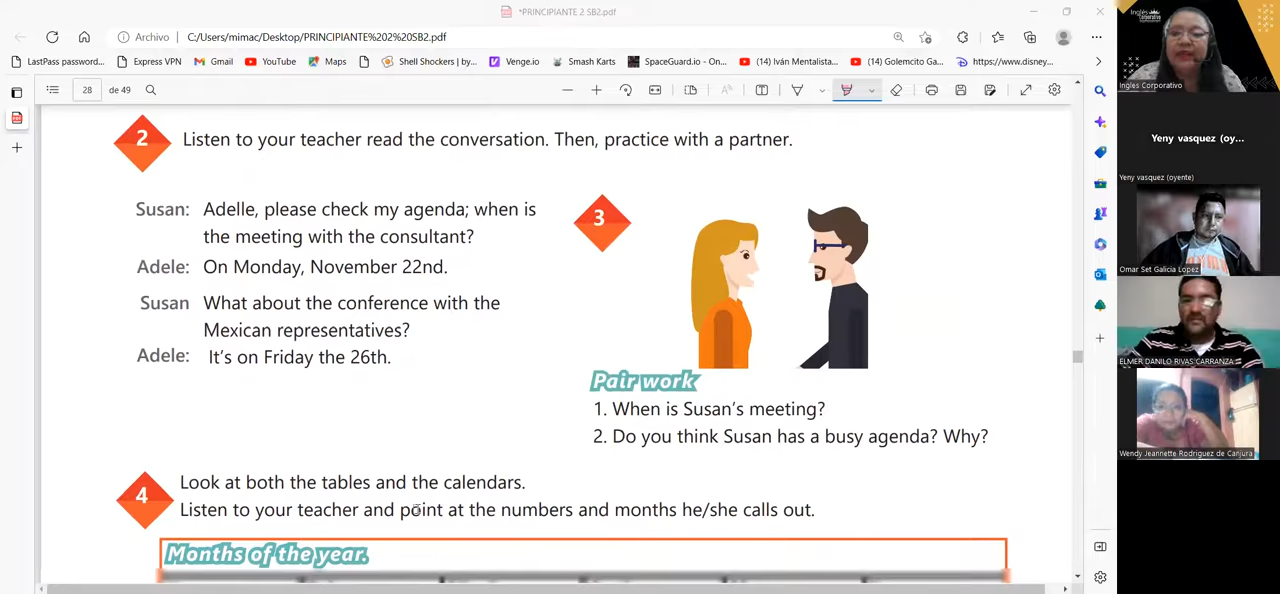 *PRINCIPIANTE 2 SB2.pdf
Archivo C:/Users/mimac/Desktop/PRINCIPIANTE%202%20SB2.pdf
LastPass password... Express VPN Gmail YouTube Maps Shell Shockers | by... Venge.io Smash Karts SpaceGuard.io - On... (14) Iván Mentalista... (14) Golemcito Ga... https://www.disney...
28 de 49
2 Listen to your teacher read the conversation. Then, practice with a partner.
Susan: Adelle, please check my agenda; when is
the meeting with the consultant?
Adele: On Monday, November 22nd.
Susan What about the conference with the
Mexican representatives?
Adele: It's on Friday the 26th.
3
Pair work
1. When is Susan's meeting?
2. Do you think Susan has a busy agenda? Why?
4 Look at both the tables and the calendars.
Listen to your teacher and point at the numbers and months he/she calls out.
Months of the year.
Inglés
Corporativo
Ingles Corporativo
Yeny vasquez (oy...
Yeny vasquez (oyente)
Omar Set Galicia Lopez
ELMER DANILO RIVAS CARRANZA
Wendy Jeannette Rodriguez de Canjura